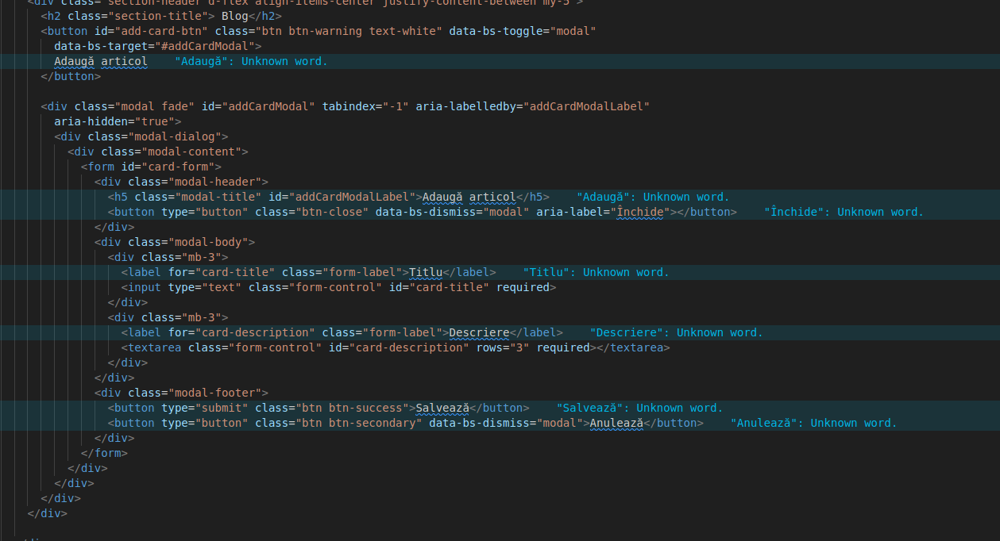 <div class="section-header d-flex align-items-center justify-content-between my-5">
<h2 class="section-title"> Blog</h2>
<button id="add-card-btn" class="btn btn-warning text-white" data-bs-toggle="modal"
data-bs-target="#addCardModal">
Adaugă articol "Adaugă": Unknown word.
</button>
<div class="modal fade" id="addCardModal" tabindex="-1" aria-labelledby="addCardModalLabel"
aria-hidden="true">
<div class="modal-dialog">
<div class="modal-content">
<form id="card-form">
<div class="modal-header">
<h5 class="modal-title" id="addCardModalLabel">Adaugă articol</h5> "Adaugă": Unknown word.
<button type="button" class="btn-close" data-bs-dismiss="modal" aria-label="Închide"></button> "Închide": Unknown word.
</div>
<div class="modal-body">
<div class="mb-3">
<label for="card-title" class="form-label">Titlu</label> "Titlu": Unknown word.
<input type="text" class="form-control" id="card-title" required>
</div>
<div class="mb-3">
<label for="card-description" class="form-label">Descriere</label> "Descriere": Unknown word.
<textarea class="form-control" id="card-description" rows="3" required></textarea>
</div>
</div>
<div class="modal-footer">
<button type="submit" class="btn btn-success">Salvează</button> "Salvează": Unknown word.
<button type="button" class="btn btn-secondary" data-bs-dismiss="modal">Anulează</button> "Anulează": Unknown word.
</div>
</form>
</div>
</div>
</div>
</div>